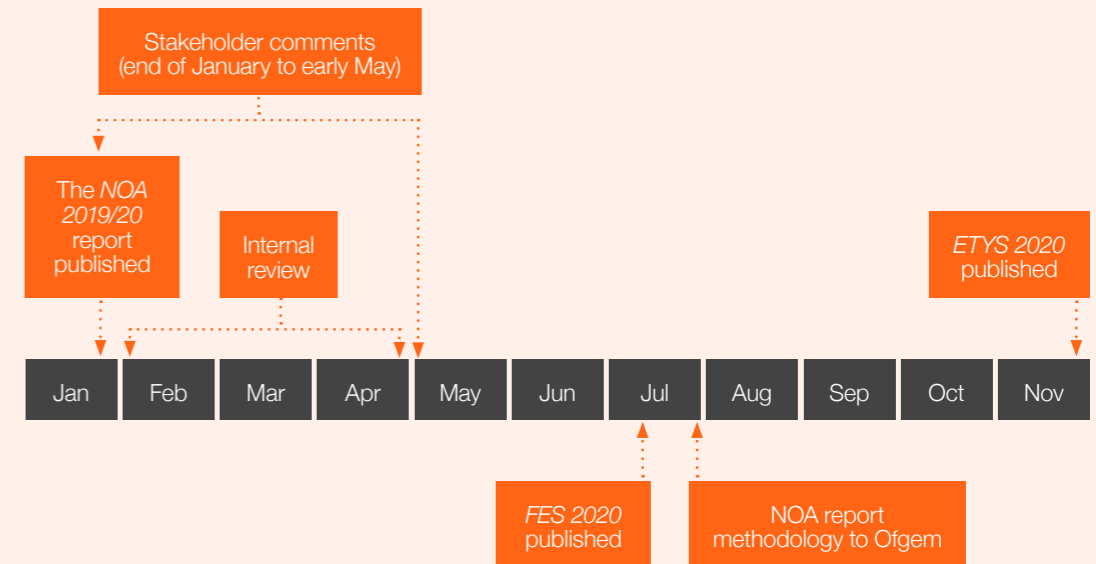 Stakeholder comments
(end of January to early May)
The NOA
2019/20
report
published
Internal
review
ETYS 2020
published
Jan
Feb
Mar
Apr
May
Jun
Jul
Aug
Sep
Oct
Nov
FES 2020
published
NOA report
methodology to Ofgem